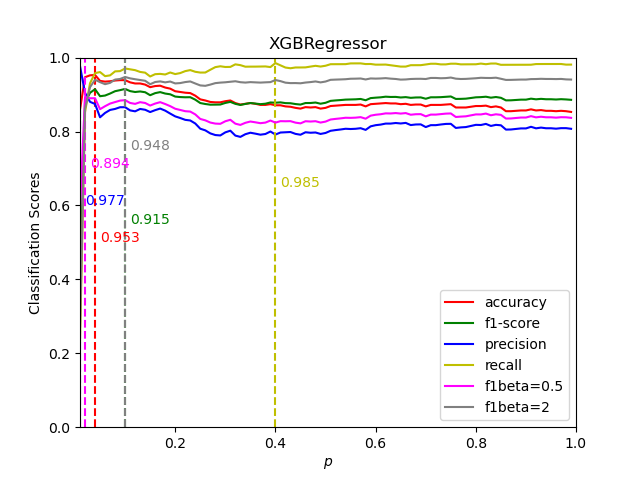 XGBRegressor
1.0
0.8
0.6
0.4
0.2
0.0
Classification Scores
0.948
0.894
0.985
0.977
0.915
0.953
accuracy
f1-score
precision
recall
f1beta=0.5
f1beta=2
0.2 0.4 0.6 0.8 1.0
p